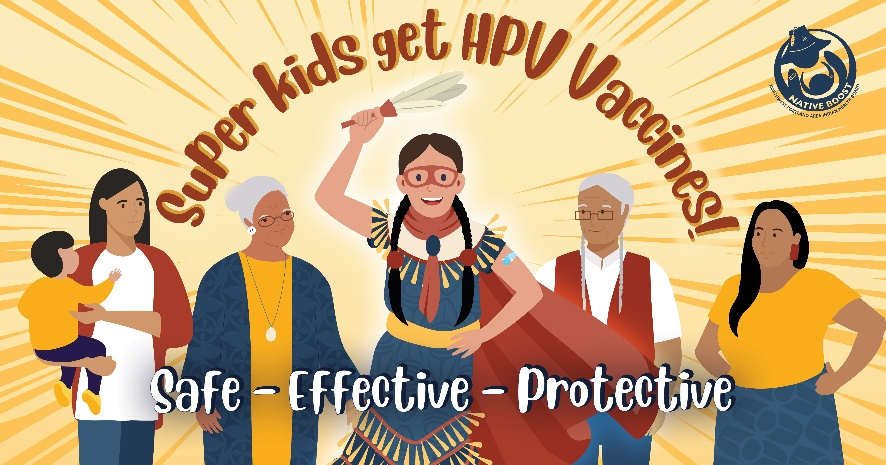 Super kids get HPV Vaccines!
NATIVE BOOST
Safe - Effective - Protective